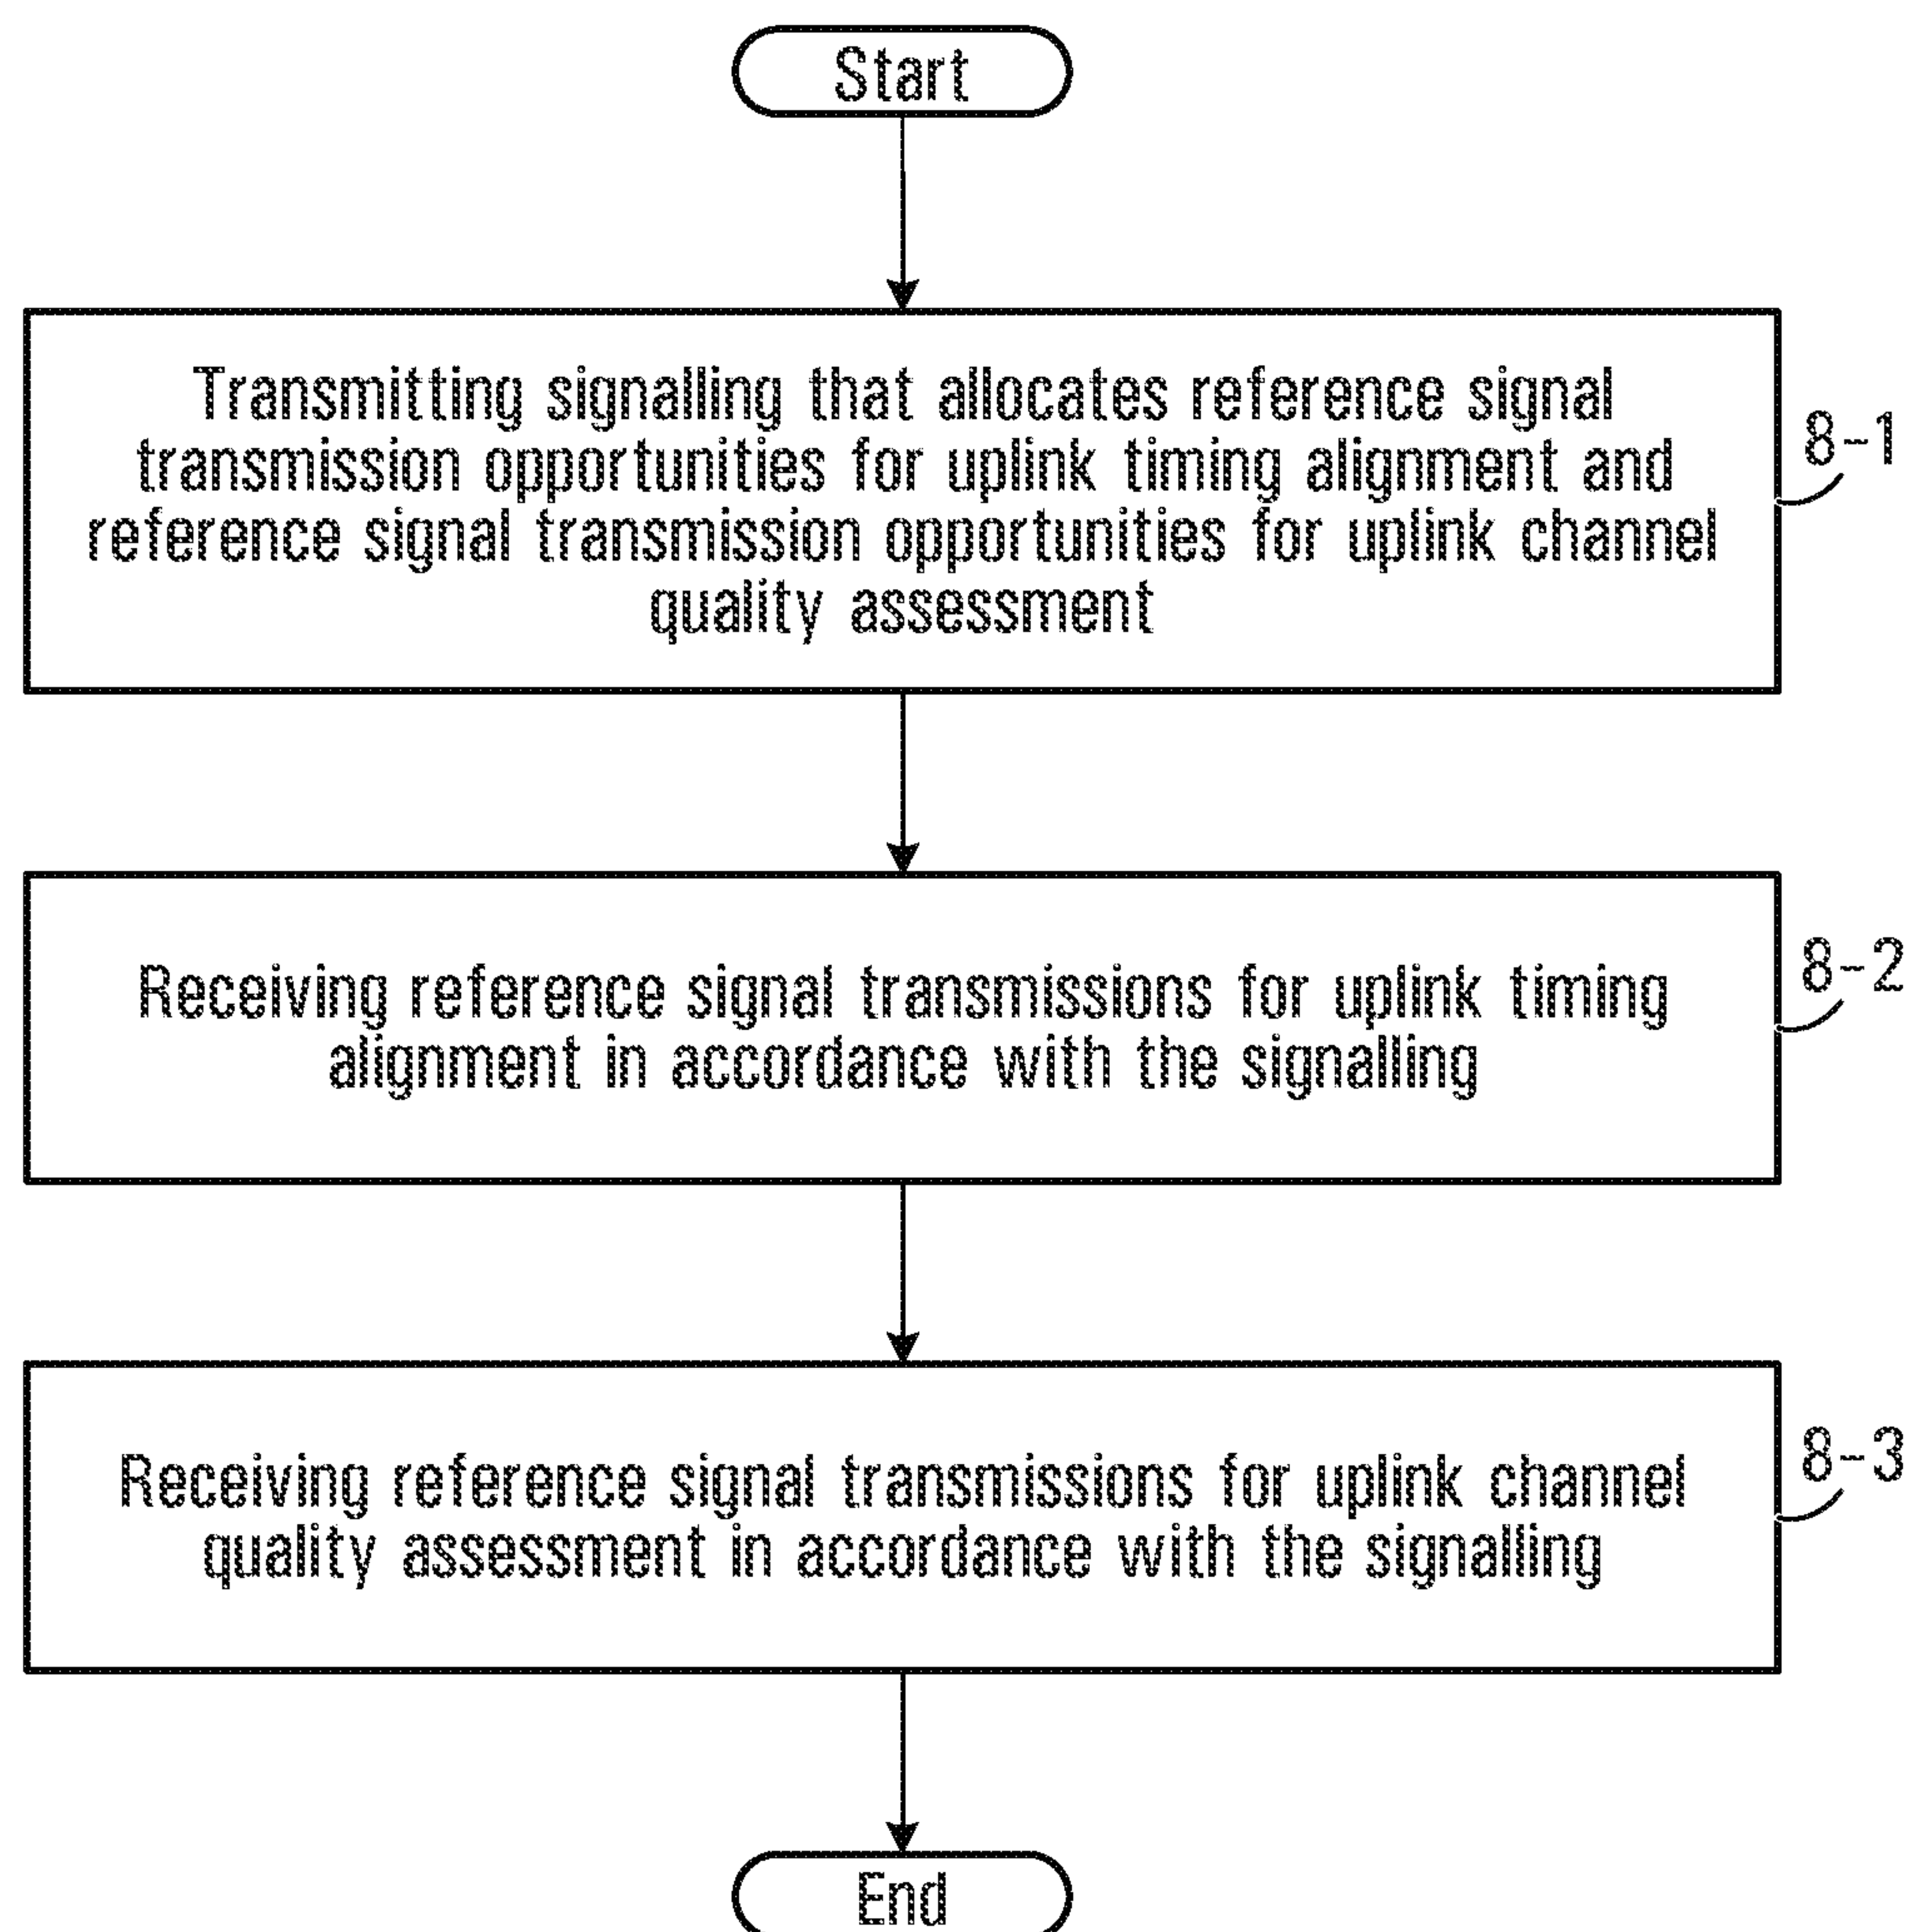 Start
Transmitting signalling that allocates reference signal
transmission opportunities for uplink timing alignment and
reference signal transmission opportunities for uplink channel
quality assessment
8-1
Receiving reference signal transmissions for uplink timing
alignment in accordance with the signalling
8-2
Receiving reference signal transmissions for uplink channel
quality assessment in accordance with the signalling
8-3
End